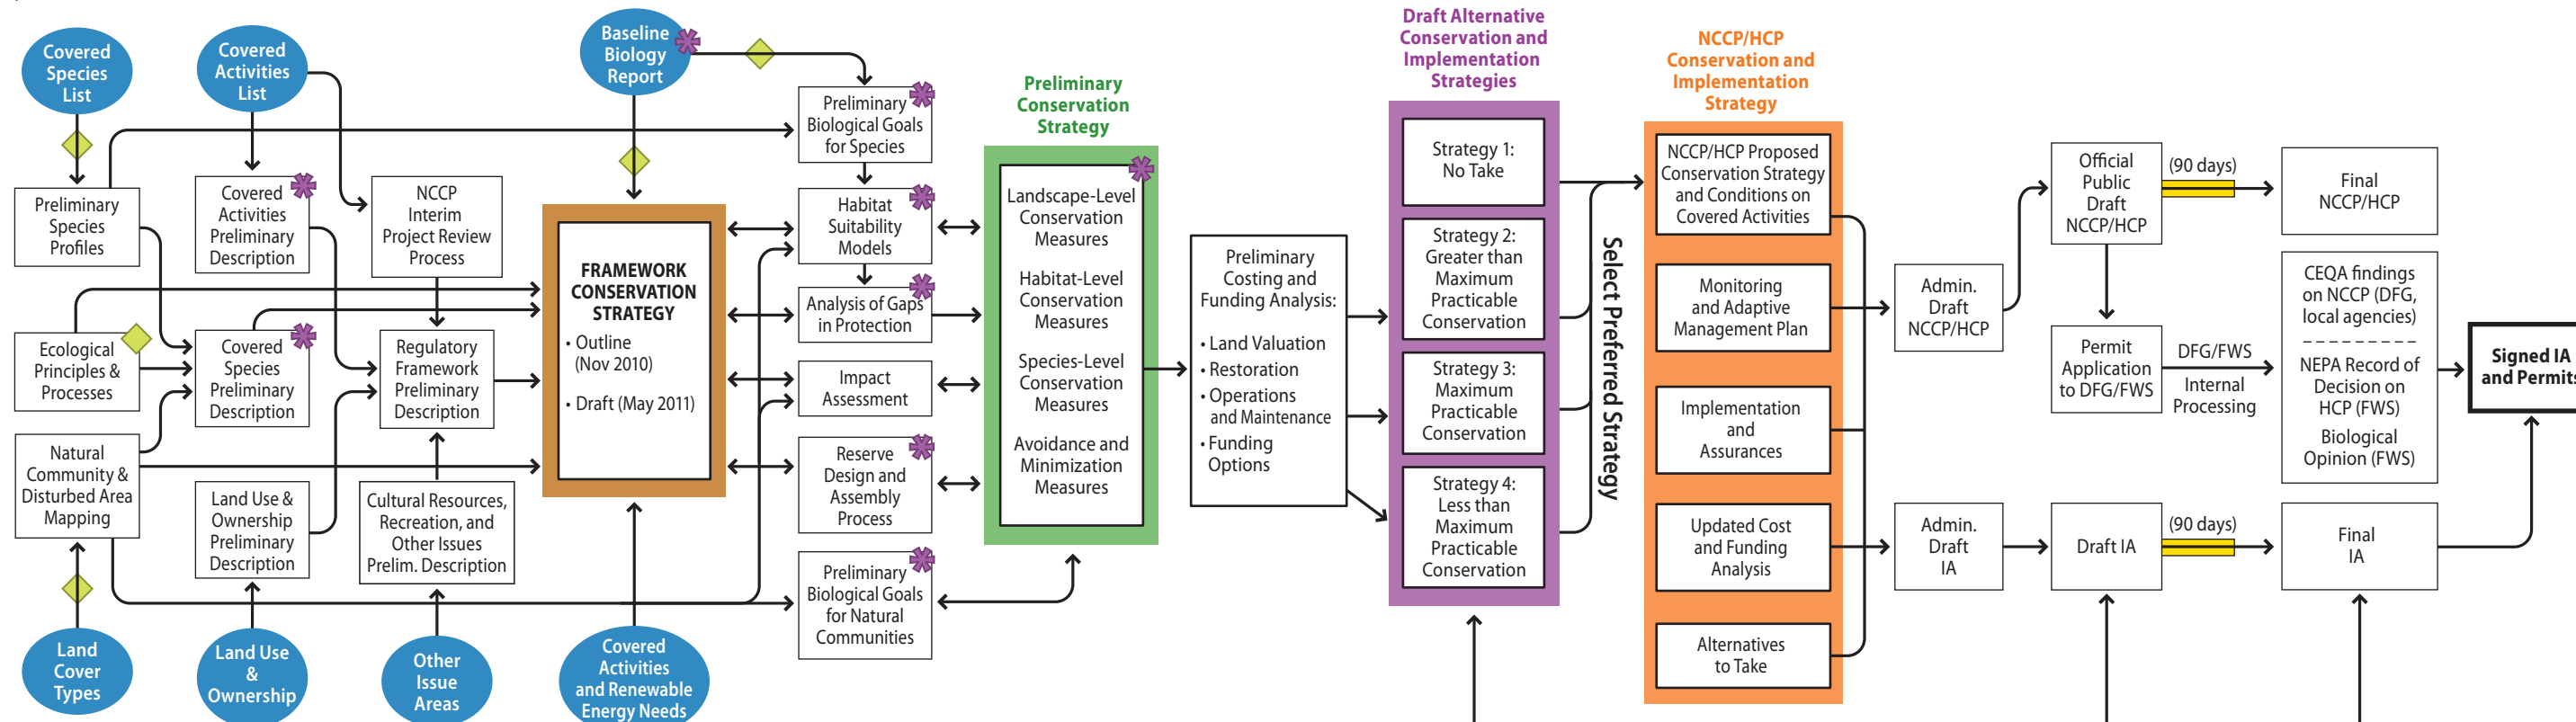 Covered
Species
List
Covered
Activities
List
Baseline
Biology
Report
Preliminary
Species
Profiles
Covered
Activities
Preliminary
Description
NCCP
Interim
Project Review
Process
Ecological
Principles &
Processes
Covered
Species
Preliminary
Description
Regulatory
Framework
Preliminary
Description
Natural
Community &
Disturbed Area
Mapping
Land Use &
Ownership
Preliminary
Description
Cultural Resources,
Recreation, and
Other Issues
Prelim. Description
Land
Cover
Types
Land Use
&
Ownership
Other
Issue
Areas
Covered
Activities
and Renewable
Energy Needs
FRAMEWORK
CONSERVATION
STRATEGY
• Outline
(Nov 2010)
• Draft (May 2011)
Preliminary
Biological Goals
for Species
Habitat
Suitability
Models
Analysis of Gaps
in Protection
Impact
Assessment
Reserve
Design and
Assembly
Process
Preliminary
Biological Goals
for Natural
Communities
Preliminary
Conservation
Strategy
Landscape-Level
Conservation
Measures
Habitat-Level
Conservation
Measures
Species-Level
Conservation
Measures
Avoidance and
Minimization
Measures
Preliminary
Costing and
Funding Analysis:
• Land Valuation
• Restoration
• Operations
and Maintenance
• Funding
Options
Draft Alternative
Conservation and
Implementation
Strategies
Strategy 1:
No Take
Strategy 2:
Greater than
Maximum
Practicable
Conservation
Strategy 3:
Maximum
Practicable
Conservation
Strategy 4:
Less than
Maximum
Practicable
Conservation
Select Preferred Strategy
NCCP/HCP
Conservation and
Implementation
Strategy
NCCP/HCP Proposed
Conservation Strategy
and Conditions on
Covered Activities
Monitoring
and Adaptive
Management Plan
Implementation
and
Assurances
Updated Cost
and Funding
Analysis
Alternatives
to Take
Admin.
Draft
NCCP/HCP
Admin.
Draft
IA
Official
Public
Draft
NCCP/HCP
(90 days)
Final
NCCP/HCP
Permit
Application
to DFG/FWS
DFG/FWS
Internal
Processing
CEQA findings
on NCCP (DFG,
local agencies)
NEPA Record of
Decision on
HCP (FWS)
Biological
Opinion (FWS)
Draft IA
(90 days)
Final
IA
Signed IA
and Permits